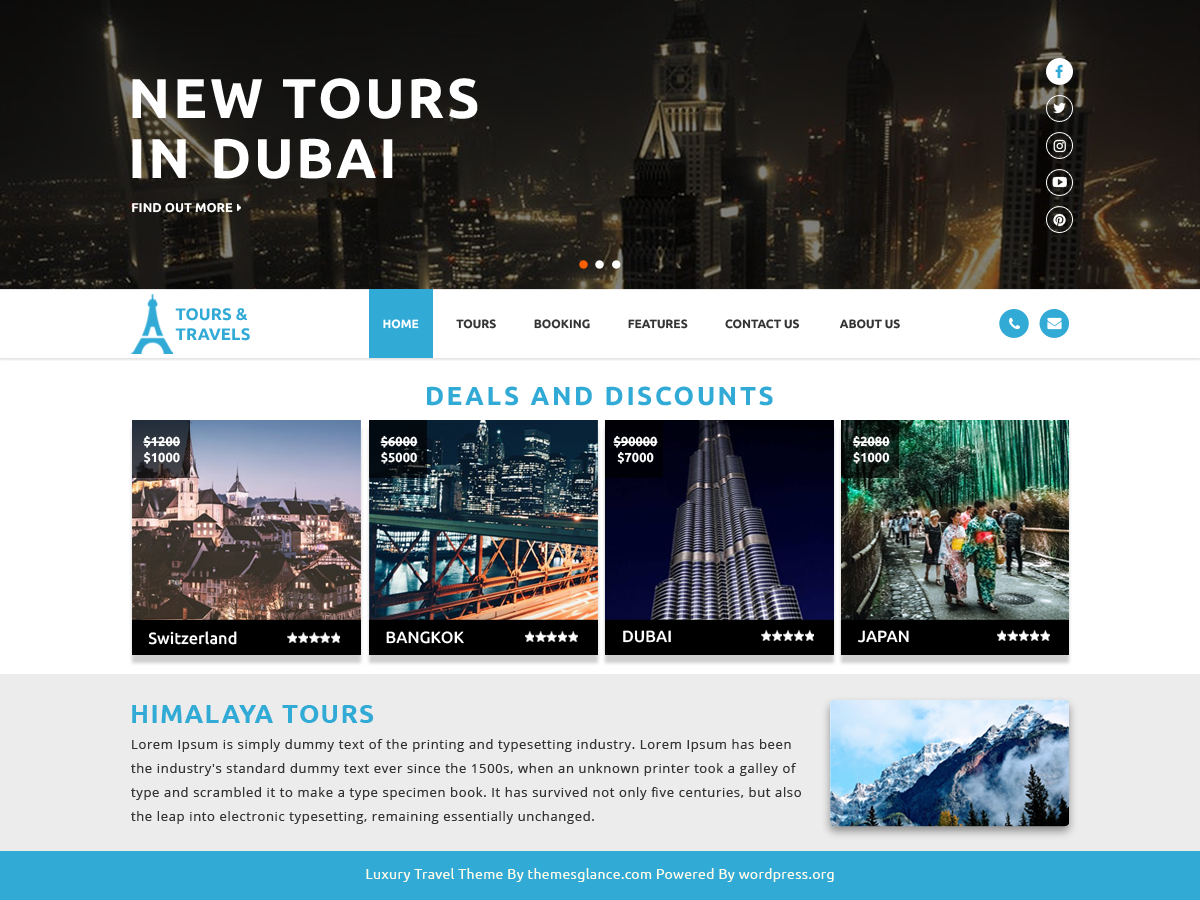 NEW TOURS
IN DUBAI
FIND OUT MORE
TOURS &
TRAVELS
HOME
TOURS
BOOKING
FEATURES
CONTACT US
ABOUT US
DEALS AND DISCOUNTS
$1200
$1000
Switzerland
$6000
$5000
BANGKOK
$90000
$7000
DUBAI
$2080
$1000
JAPAN
HIMALAYA TOURS
Lorem Ipsum is simply dummy text of the printing and typesetting industry. Lorem Ipsum has been
the industry's standard dummy text ever since the 1500s, when an unknown printer took a galley of
type and scrambled it to make a type specimen book. It has survived not only five centuries, but also
the leap into electronic typesetting, remaining essentially unchanged.
Luxury Travel Theme By themesglance.com Powered By wordpress.org